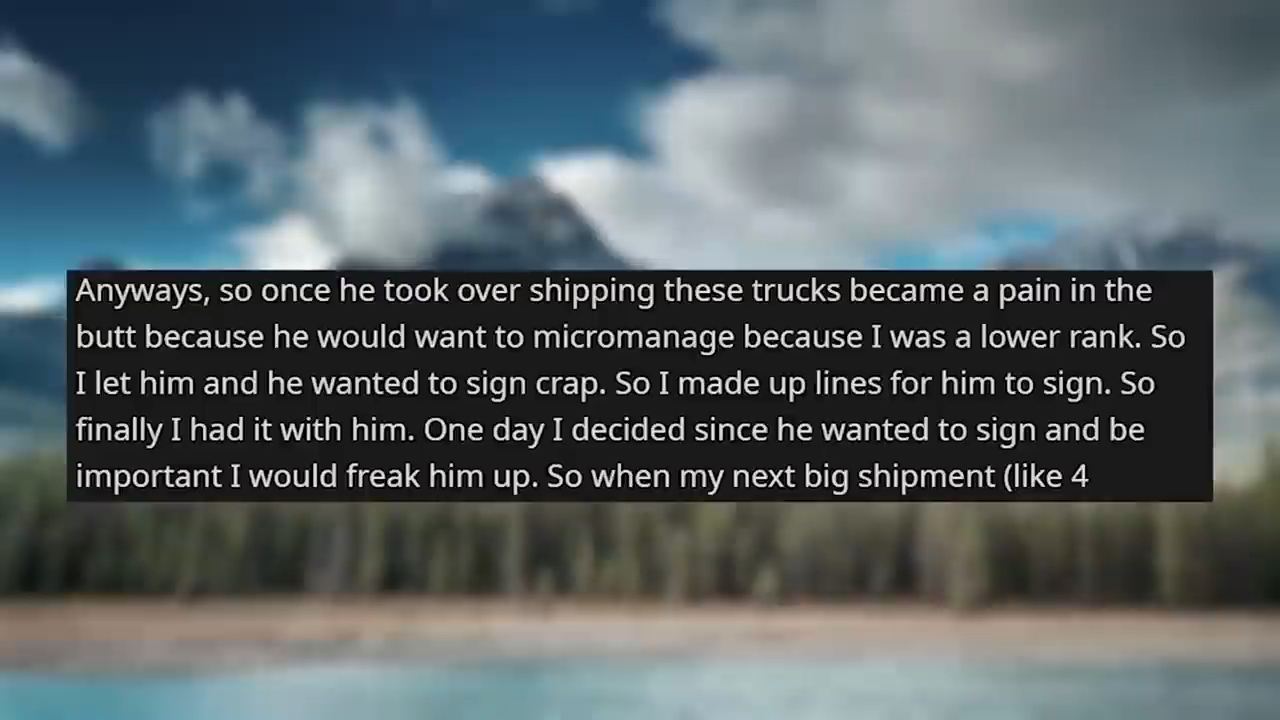 Anyways, so once he took over shipping these trucks became a pain in the
butt because he would want to micromanage because I was a lower rank. So
I let him and he wanted to sign crap. So I made up lines for him to sign. So
finally I had it with him. One day I decided since he wanted to sign and be
important I would freak him up. So when my next big shipment (like 4